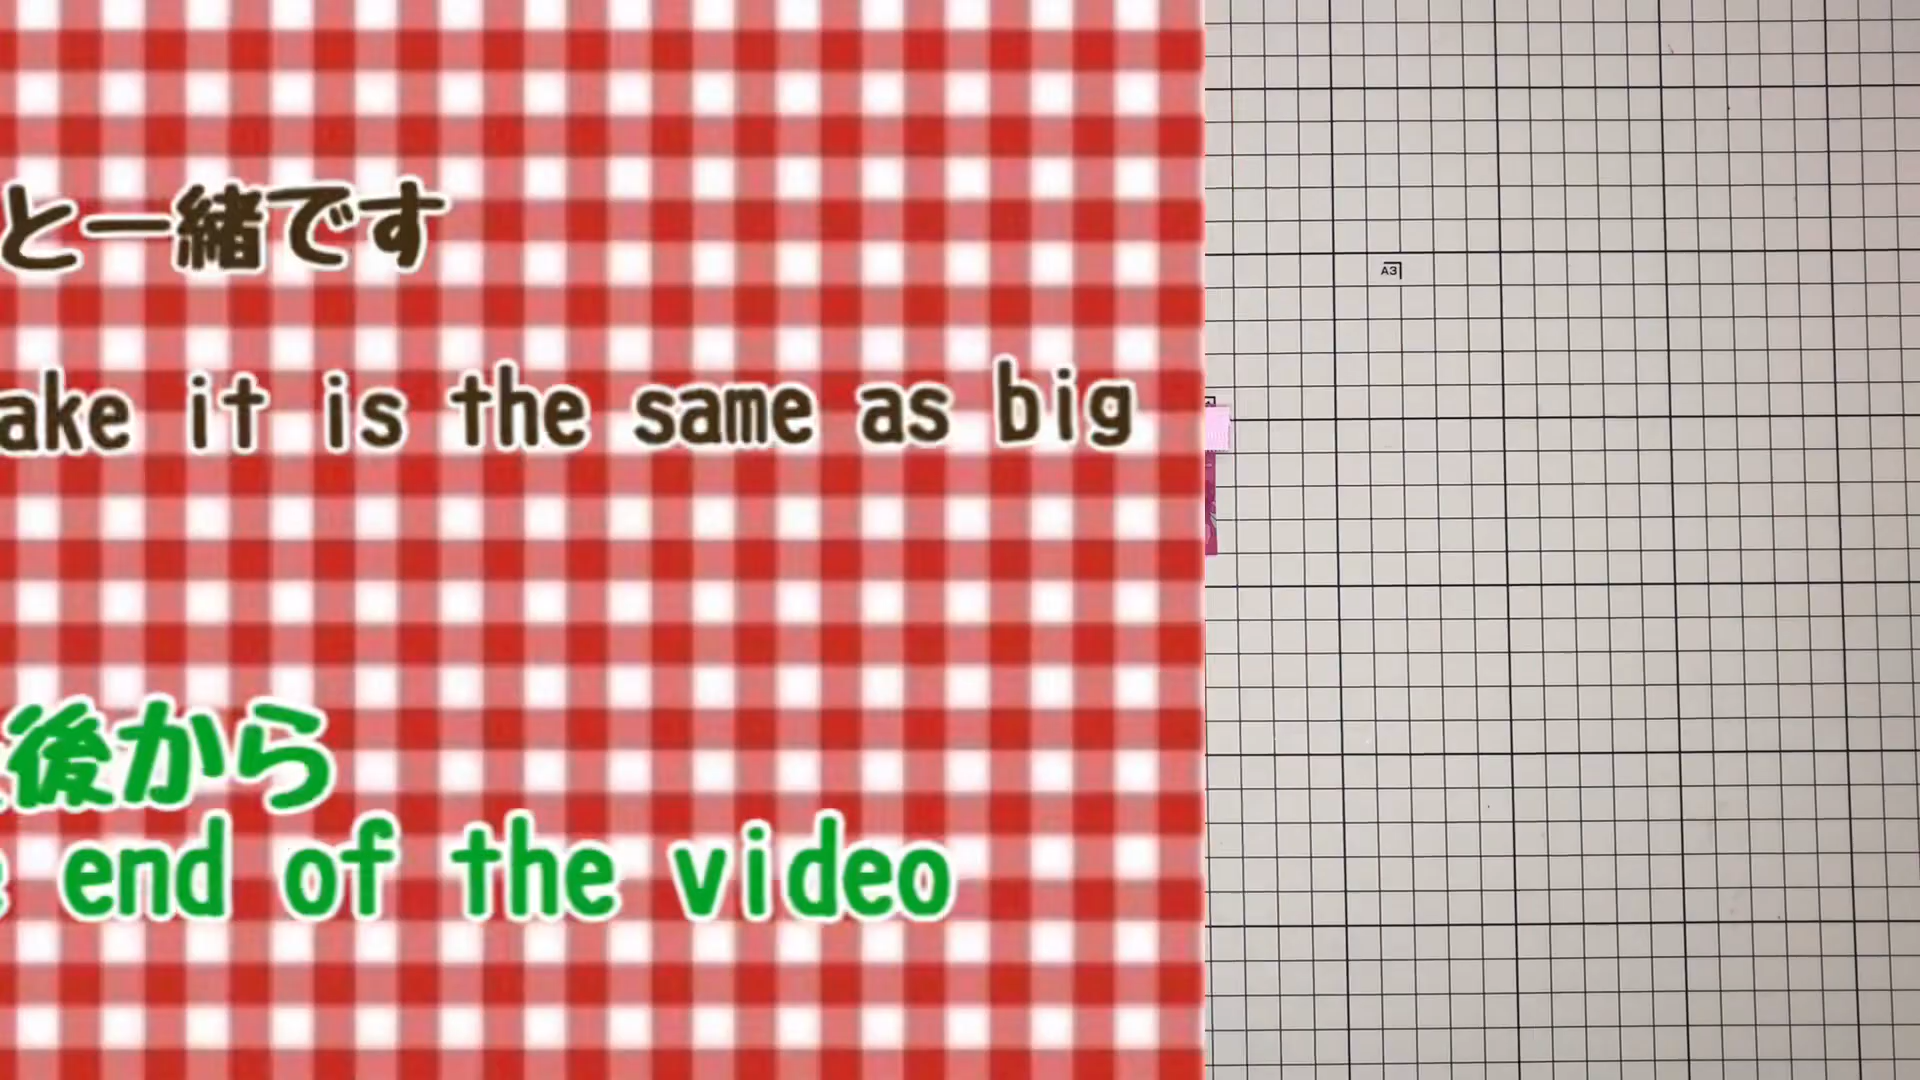 と一緒です
ake it is the same as big
後から
end of the video
A3